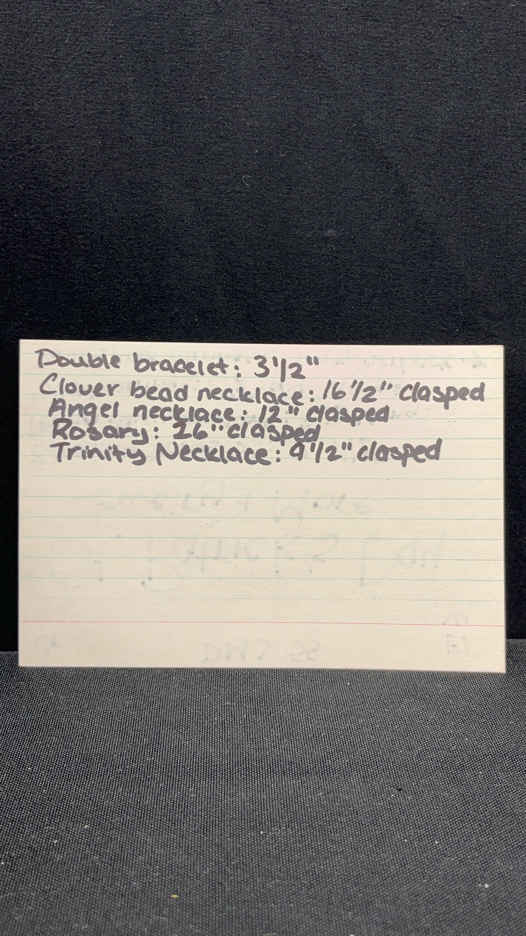 Double bracelet: 3 1/2"
Clover bead necklace: 16 1/2" clasped
Angel necklace: 12" clasped
Rosary: 26" clasped
Trinity Necklace: 9 1/2" clasped